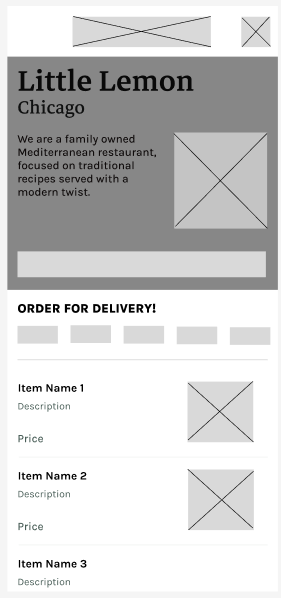 Little Lemon
Chicago
We are a family owned
Mediterranean restaurant,
focused on traditional
recipes served with a
modern twist.
ORDER FOR DELIVERY!
Item Name 1
Description
Price
Item Name 2
Description
Price
Item Name 3
Description